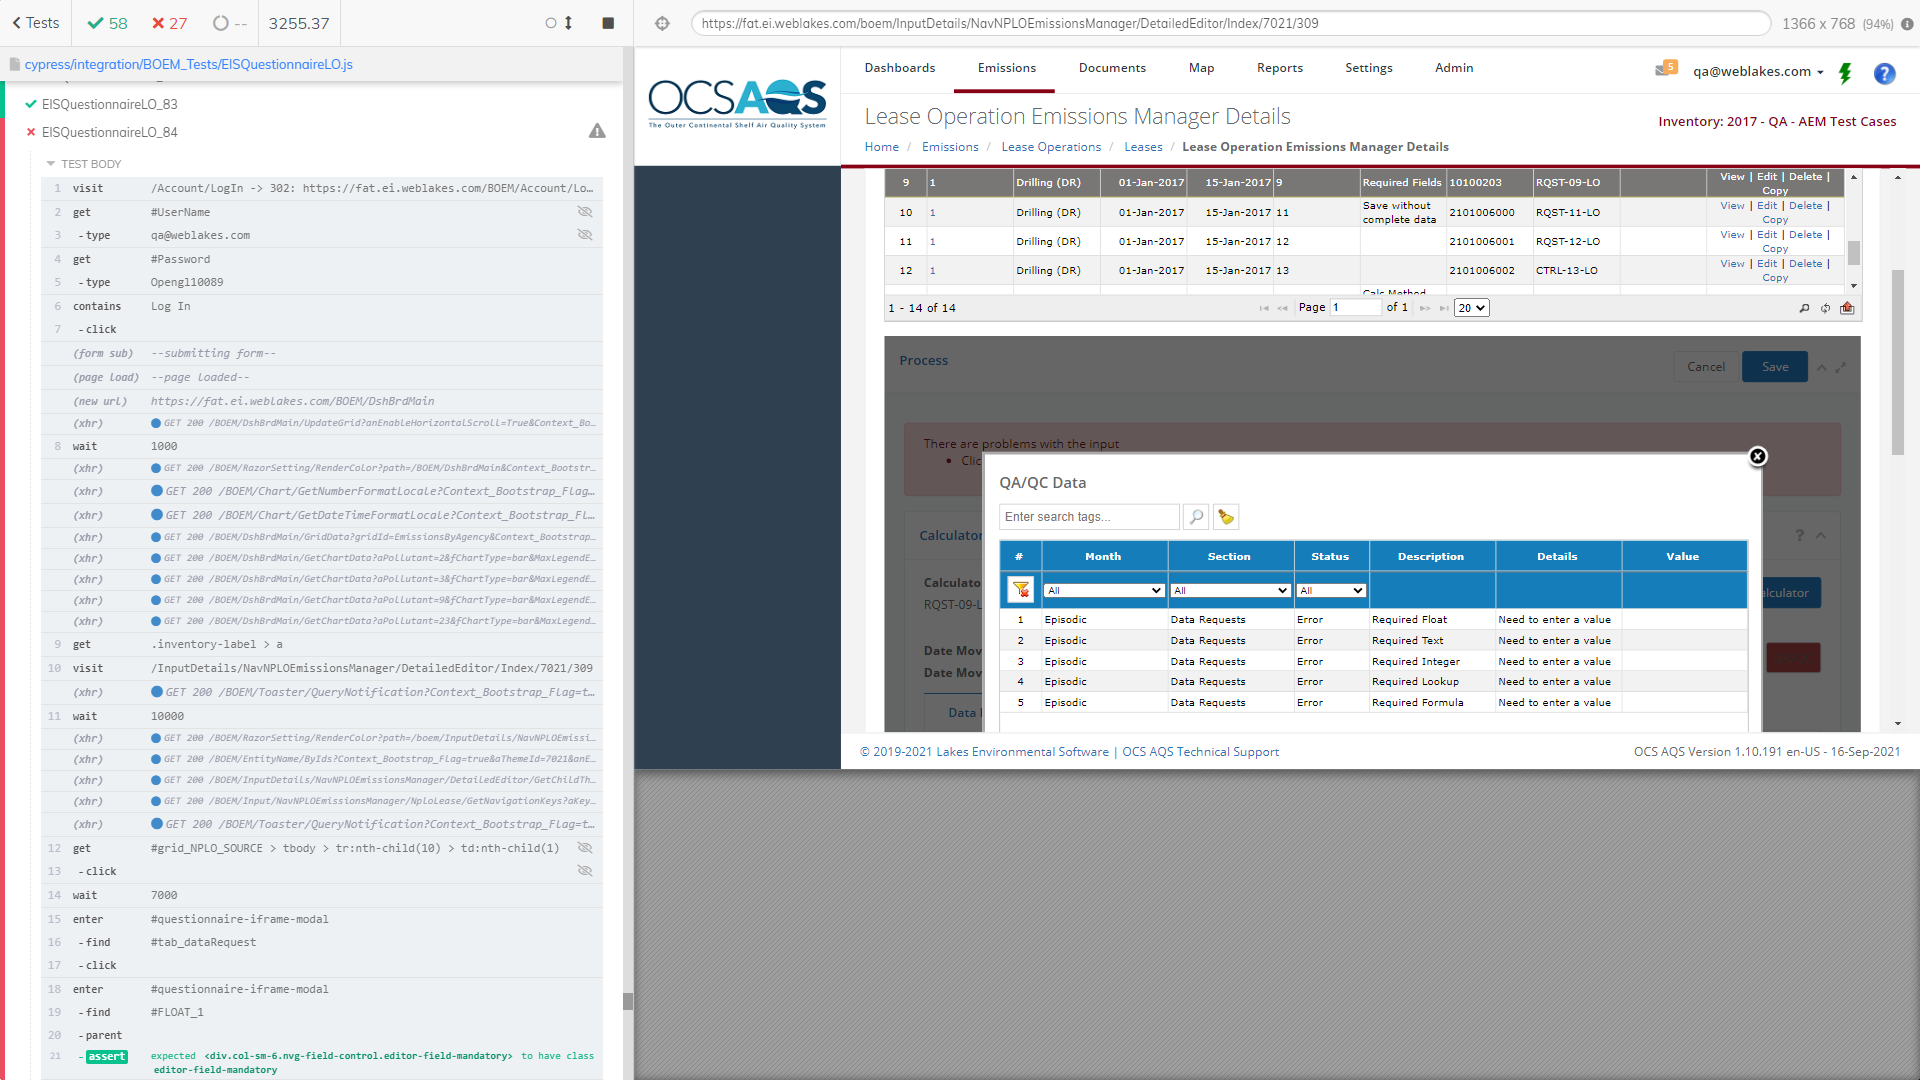 Tests
58
27
--
3255.37
cypress/integration/BOEM_Tests/EISQuestionnaireLO.js
EISQuestionnaireLO_83
EISQuestionnaireLO_84
TEST BODY
1 visit /Account/LogIn -> 302: https://fat.ei.weblakes.com/BOEM/Account/Lo...
2 get #UserName
3 -type qa@weblakes.com
4 get #Password
5 -type Opengl10089
6 contains Log In
7 -click
(form sub) --submitting form--
(page load) --page loaded--
(new url) https://fat.ei.weblakes.com/BOEM/DshBrdMain
(xhr) GET 200 /BOEM/DshBrdMain/UpdateGrid?anEnableHorizontalScroll=True&Context_Bo...
8 wait 1000
(xhr) GET 200 /BOEM/RazorSetting/RenderColor?path=/BOEM/DshBrdMain&Context_Bootstr...
(xhr) GET 200 /BOEM/Chart/GetNumberFormatLocale?Context_Bootstrap_Flag...
(xhr) GET 200 /BOEM/Chart/GetDateTimeFormatLocale?Context_Bootstrap_Fl...
(xhr) GET 200 /BOEM/DshBrdMain/GridData?gridId=EmissionsByAgency&Context_Bootstrap...
(xhr) GET 200 /BOEM/DshBrdMain/GetChartData?aPollutant=2&fChartType=bar&MaxLegendE...
(xhr) GET 200 /BOEM/DshBrdMain/GetChartData?aPollutant=3&fChartType=bar&MaxLegendE...
(xhr) GET 200 /BOEM/DshBrdMain/GetChartData?aPollutant=9&fChartType=bar&MaxLegendE...
(xhr) GET 200 /BOEM/DshBrdMain/GetChartData?aPollutant=23&fChartType=bar&MaxLegend...
9 get .inventory-label > a
10 visit /InputDetails/NavNPLOEmissionsManager/DetailedEditor/Index/7021/309
(xhr) GET 200 /BOEM/Toaster/QueryNotification?Context_Bootstrap_Flag=t...
11 wait 10000
(xhr) GET 200 /BOEM/RazorSetting/RenderColor?path=/boem/InputDetails/NavNPLOEmissi...
(xhr) GET 200 /BOEM/EntityName/ByIds?Context_Bootstrap_Flag=true&aThemeId=7021&anE...
(xhr) GET 200 /BOEM/InputDetails/NavNPLOEmissionsManager/DetailedEditor/GetChildTh...
(xhr) GET 200 /BOEM/Input/NavNPLOEmissionsManager/NploLease/GetNavigationKeys?aKey...
(xhr) GET 200 /BOEM/Toaster/QueryNotification?Context_Bootstrap_Flag=t...
12 get #grid_NPLO_SOURCE > tbody > tr:nth-child(10) > td:nth-child(1)
13 -click
14 wait 7000
15 enter #questionnaire-iframe-modal
16 -find #tab_dataRequest
17 -click
18 enter #questionnaire-iframe-modal
19 -find #FLOAT_1
20 -parent
21 -assert expected <div.col-sm-6.nvg-field-control.editor-field-mandatory> to have class
editor-field-mandatory
https://fat.ei.weblakes.com/boem/InputDetails/NavNPLOEmissionsManager/DetailedEditor/Index/7021/309
1366 x 768 (94%)
OCSAQS
The Outer Continental Shelf Air Quality System
Dashboards Emissions Documents Map Reports Settings Admin
5
qa@weblakes.com
?
Lease Operation Emissions Manager Details
Inventory: 2017 - QA - AEM Test Cases
Home / Emissions / Lease Operations / Leases / Lease Operation Emissions Manager Details
9 1 Drilling (DR) 01-Jan-2017 15-Jan-2017 9 Required Fields 10100203 RQST-09-LO View | Edit | Delete |
Copy
10 1 Drilling (DR) 01-Jan-2017 15-Jan-2017 11 Save without
complete data 2101006000 RQST-11-LO View | Edit | Delete |
Copy
11 1 Drilling (DR) 01-Jan-2017 15-Jan-2017 12 2101006001 RQST-12-LO View | Edit | Delete |
Copy
12 1 Drilling (DR) 01-Jan-2017 15-Jan-2017 13 2101006002 CTRL-13-LO View | Edit | Delete |
Copy
Calc Method
1 - 14 of 14
Page 1 of 1
20
Process
Cancel Save
There are problems with the input
• Clic
Calculator
?
Calculator
RQST-09-L
alculator
Date Mov
Date Mov
Data
QA/QC Data
Enter search tags...
# Month Section Status Description Details Value
All All All
1 Episodic Data Requests Error Required Float Need to enter a value
2 Episodic Data Requests Error Required Text Need to enter a value
3 Episodic Data Requests Error Required Integer Need to enter a value
4 Episodic Data Requests Error Required Lookup Need to enter a value
5 Episodic Data Requests Error Required Formula Need to enter a value
© 2019-2021 Lakes Environmental Software | OCS AQS Technical Support
OCS AQS Version 1.10.191 en-US - 16-Sep-2021